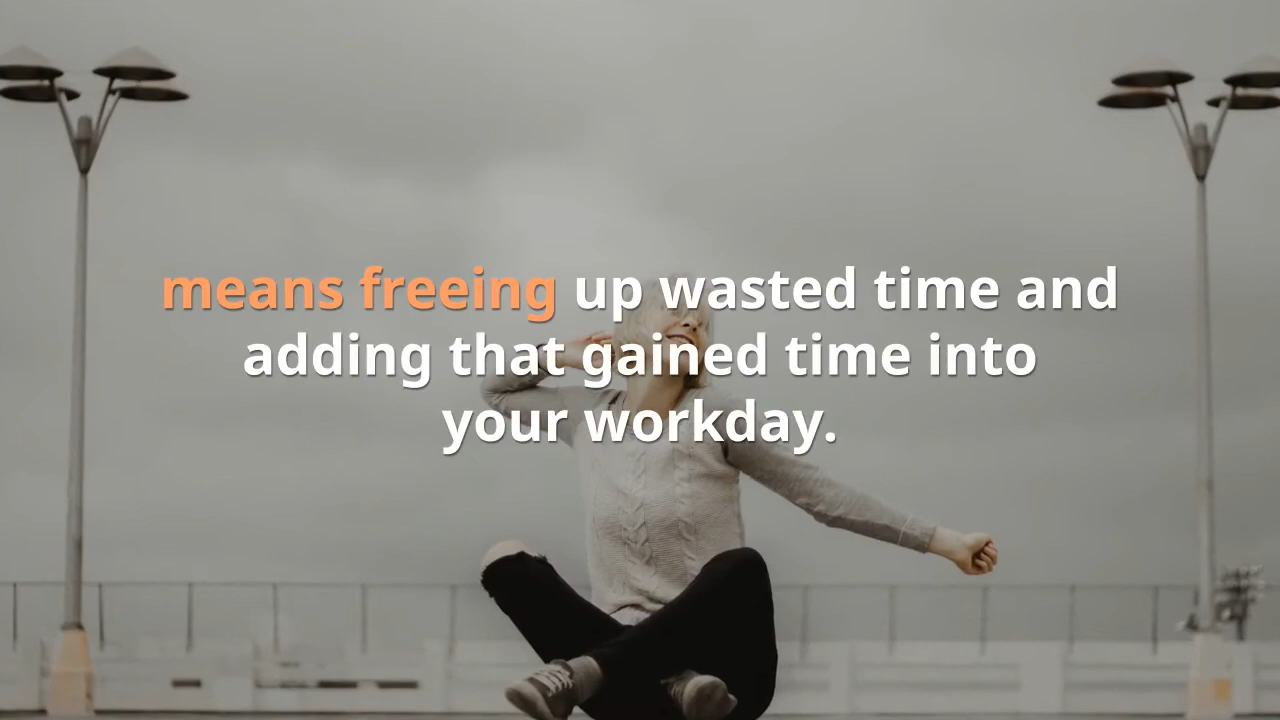 means freeing up wasted time and
adding that gained time into
your workday.